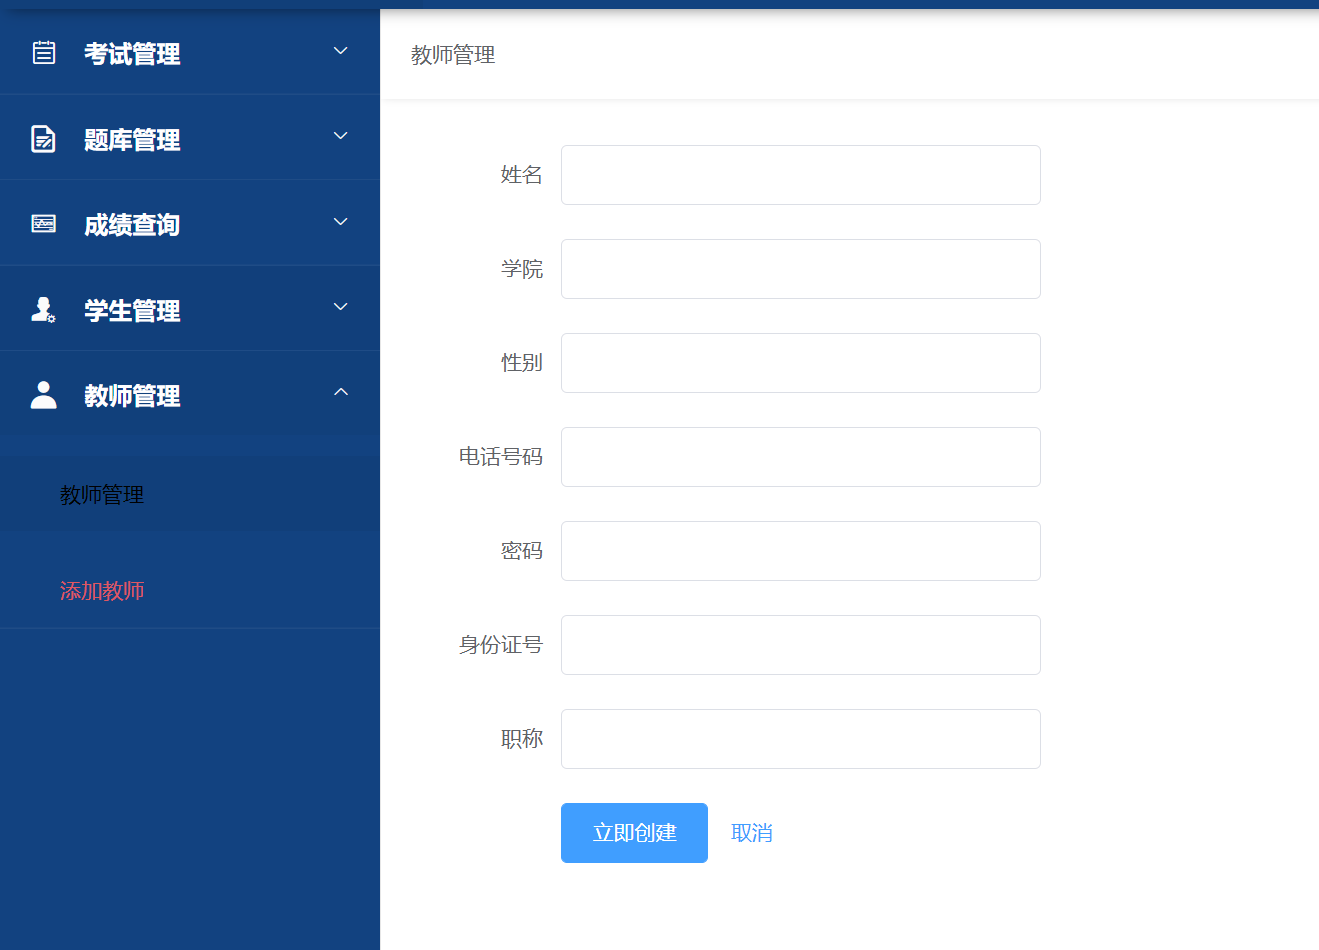 考试管理
题库管理
成绩查询
学生管理
教师管理
教师管理
添加教师
教师管理
姓名
学院
性别
电话号码
密码
身份证号
职称
立即创建 取消